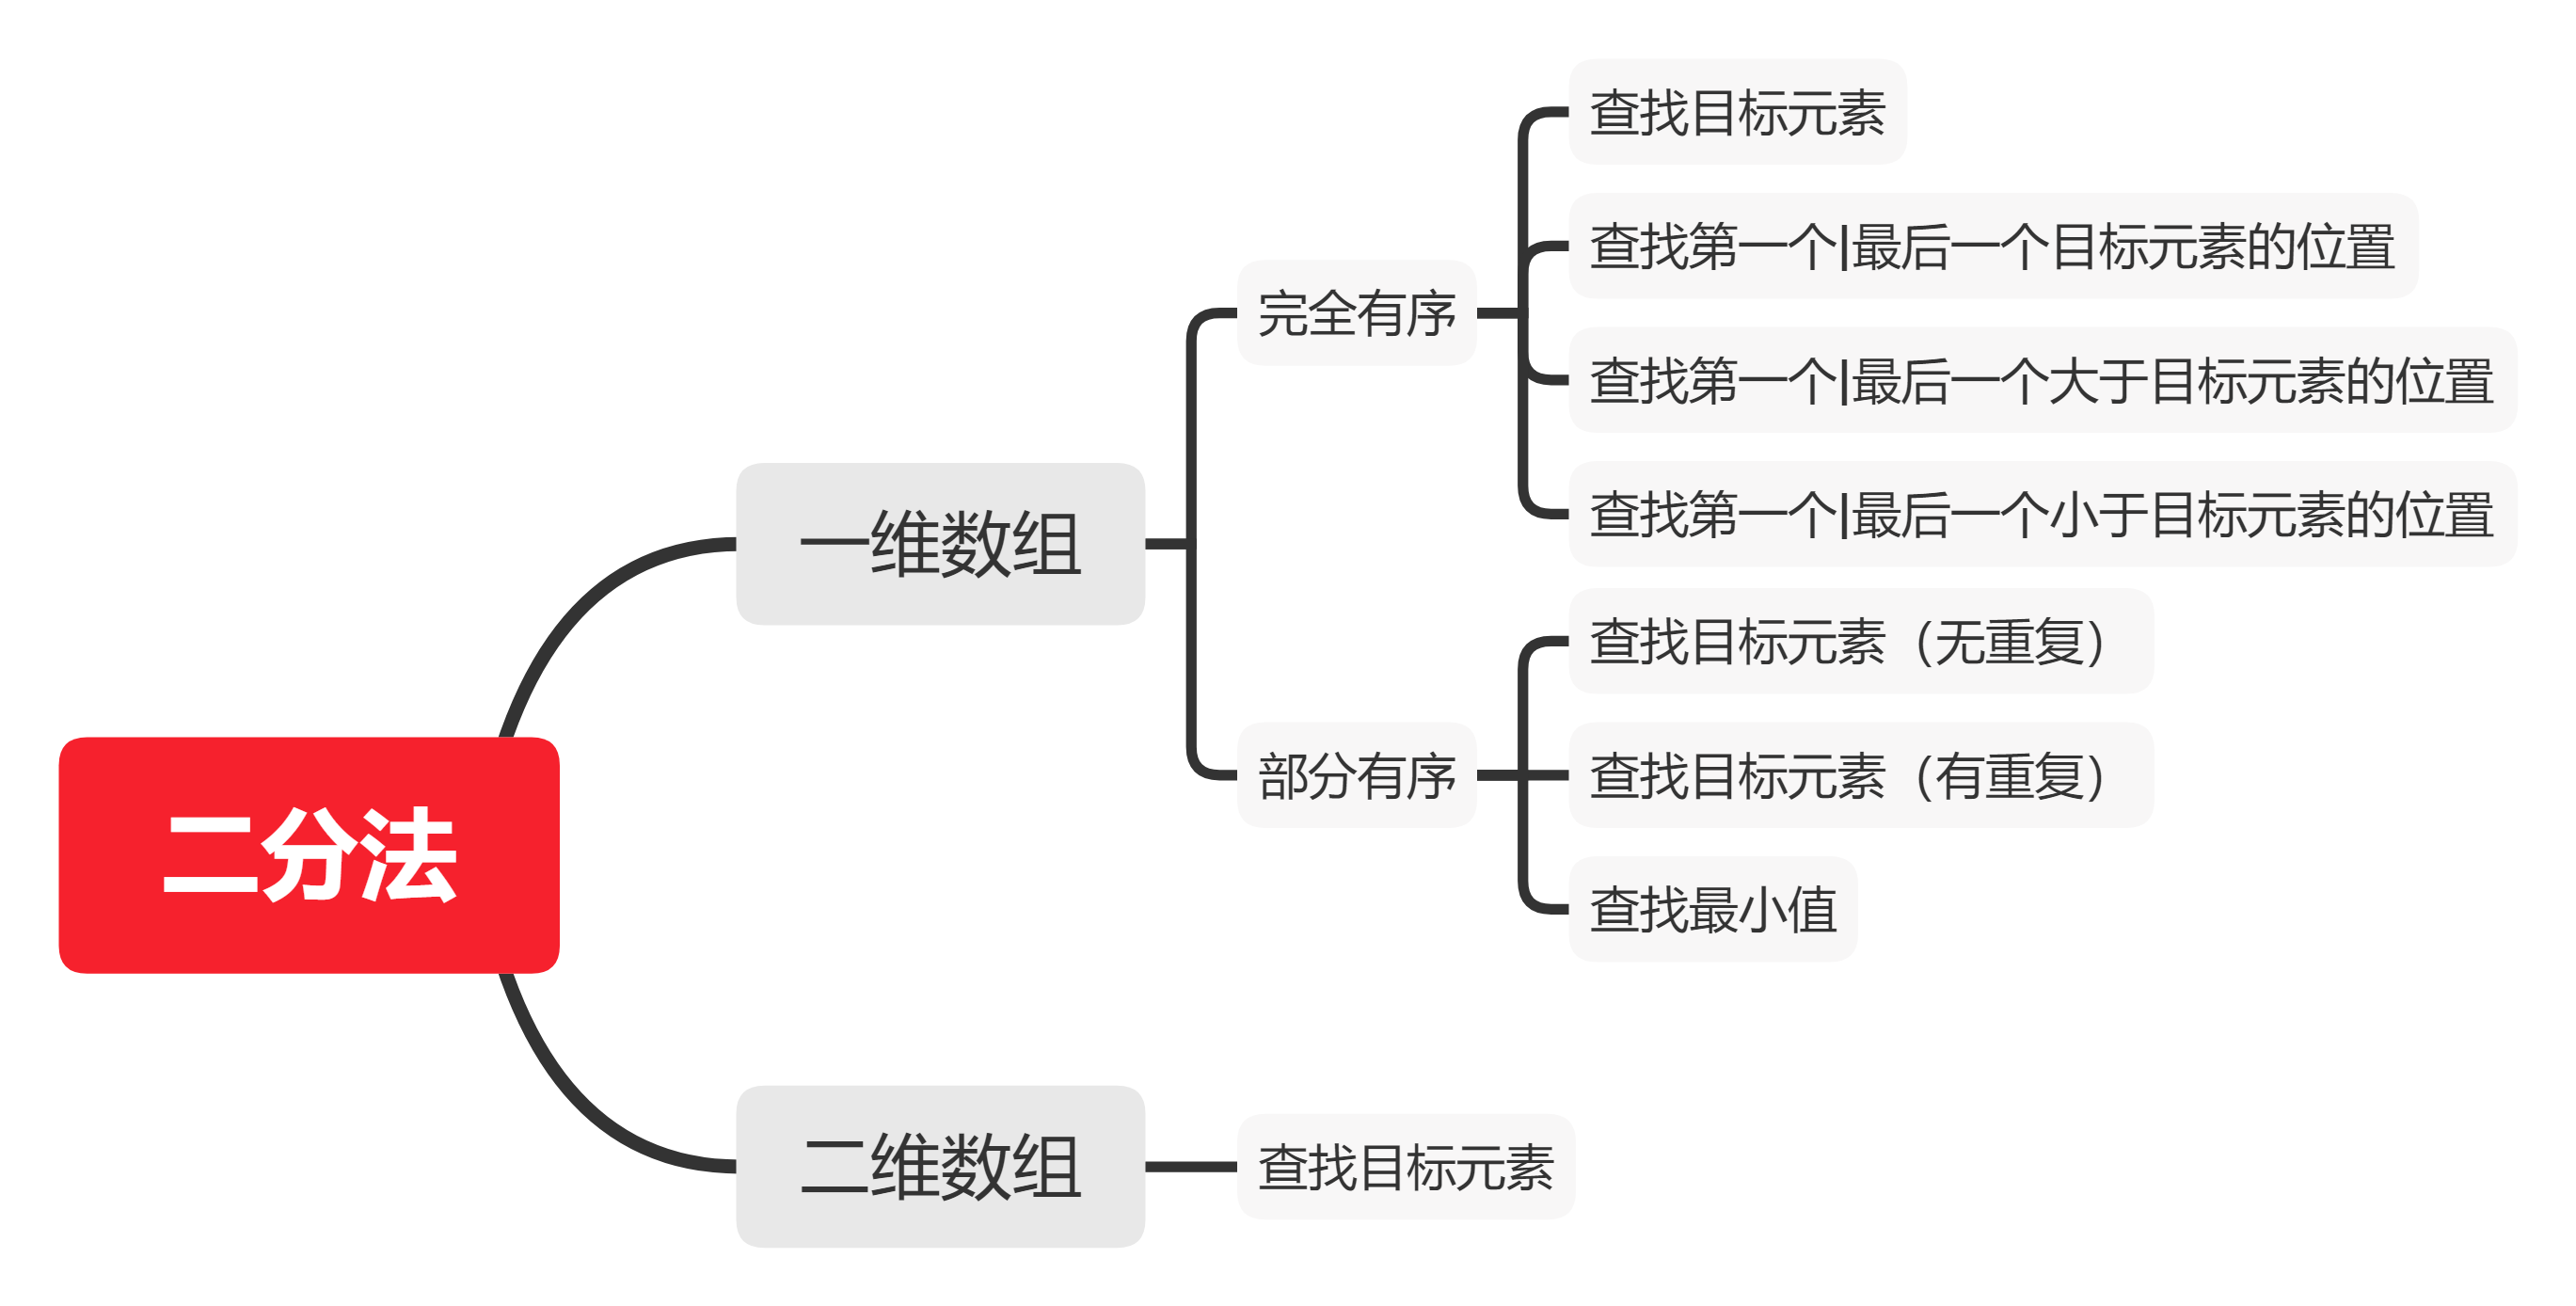 二分法
一维数组
完全有序
查找目标元素
查找第一个|最后一个目标元素的位置
查找第一个|最后一个大于目标元素的位置
查找第一个|最后一个小于目标元素的位置
部分有序
查找目标元素（无重复）
查找目标元素（有重复）
查找最小值
二维数组
查找目标元素